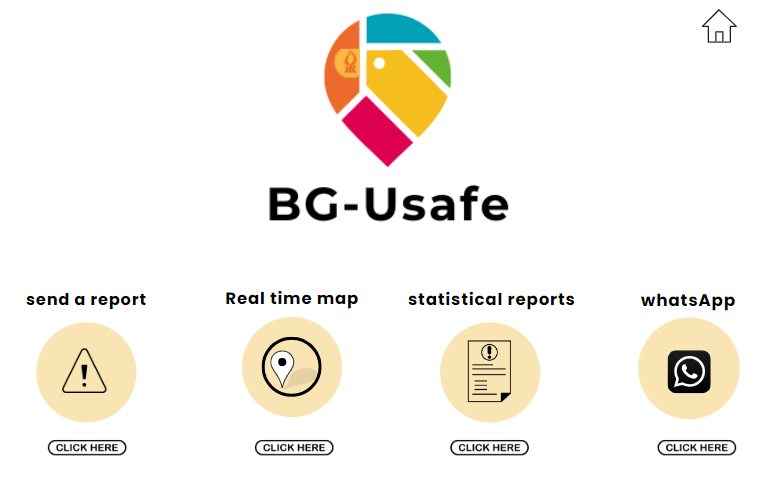 BG-Usafe
send a report
Real time map
statistical reports
whatsApp
CLICK HERE
CLICK HERE
CLICK HERE
CLICK HERE